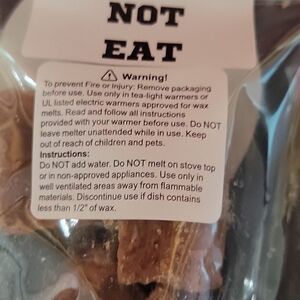 NOT
EAT
Warning!
To prevent Fire or Injury: Remove packaging
before use. Use only in tea-light warmers or
UL listed electric warmers approved for wax
melts. Read and follow all instructions
provided with your warmer before use. Do NOT
leave melter unattended while in use. Keep
out of reach of children and pets.
Instructions:
Do NOT add water. Do NOT melt on stove top
or in non-approved appliances. Use only in
well ventilated areas away from flammable
materials. Discontinue use if dish contains
less than 1/2" of wax.